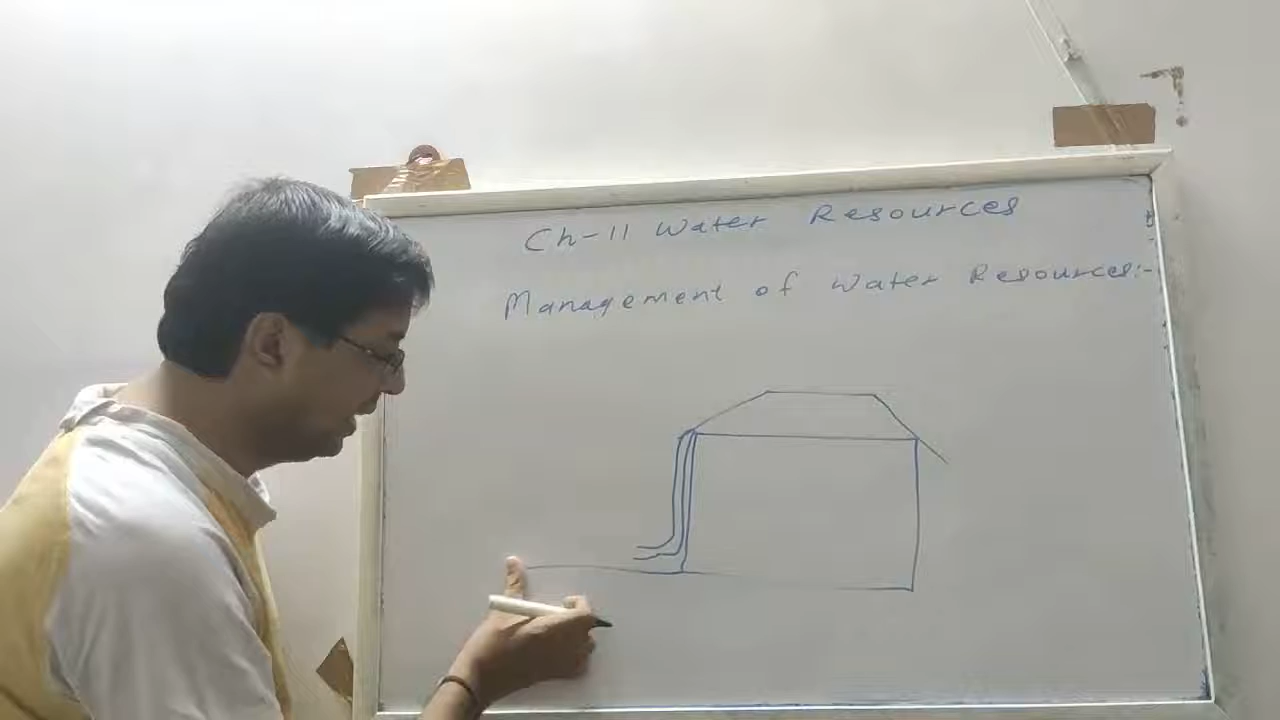 Ch-11 Water Resources
Management of Water Resources:-